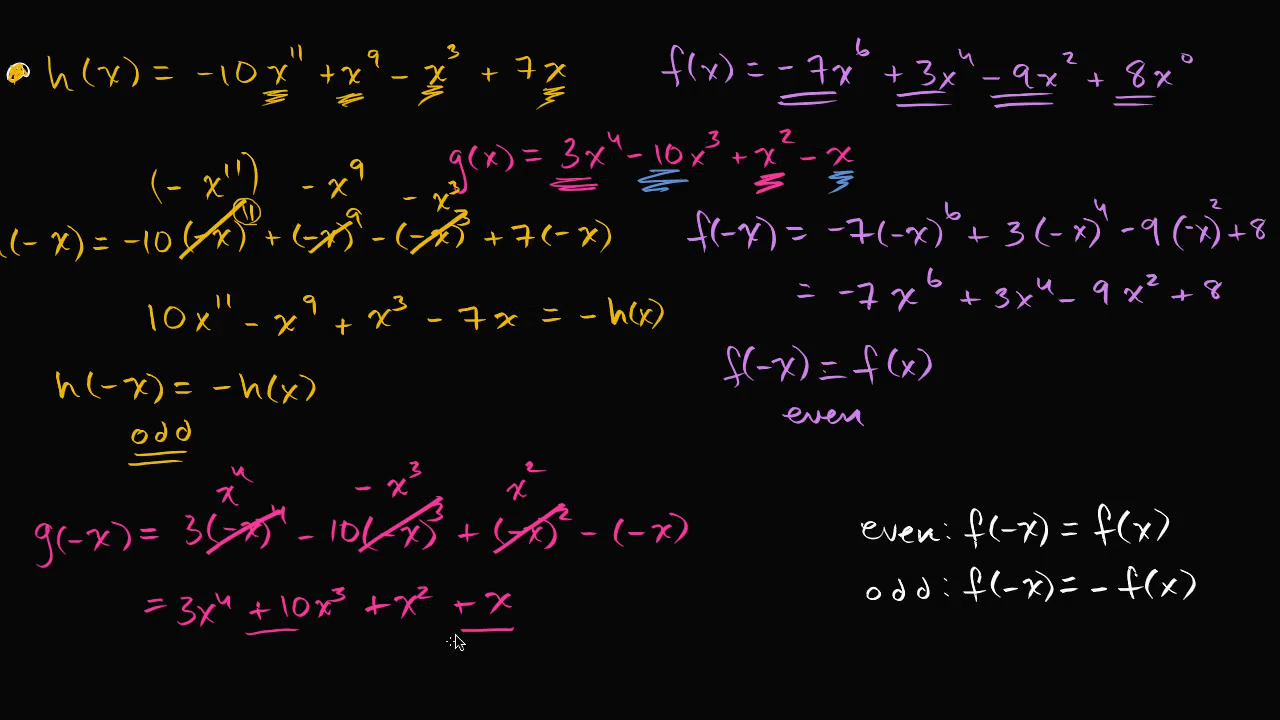 h(x) = -10x¹¹ + x⁹ - x³ + 7x
f(x) = -7x⁶ + 3x⁴ - 9x² + 8x⁰
g(x) = 3x⁴ - 10x³ + x² - x
(- x¹¹) - x⁹ - x³
(-x) = -10(-x)¹¹ + (-x)⁹ - (-x)³ + 7(-x)
10x¹¹ - x⁹ + x³ - 7x = -h(x)
h(-x) = -h(x)
odd
f(-x) = -7(-x)⁶ + 3(-x)⁴ - 9(-x)² + 8
= -7x⁶ + 3x⁴ - 9x² + 8
f(-x) = f(x)
even
x⁴ - x³ x²
g(-x) = 3(-x)⁴ - 10(-x)³ + (-x)² - (-x)
= 3x⁴ + 10x³ + x² + x
even: f(-x) = f(x)
odd: f(-x) = - f(x)